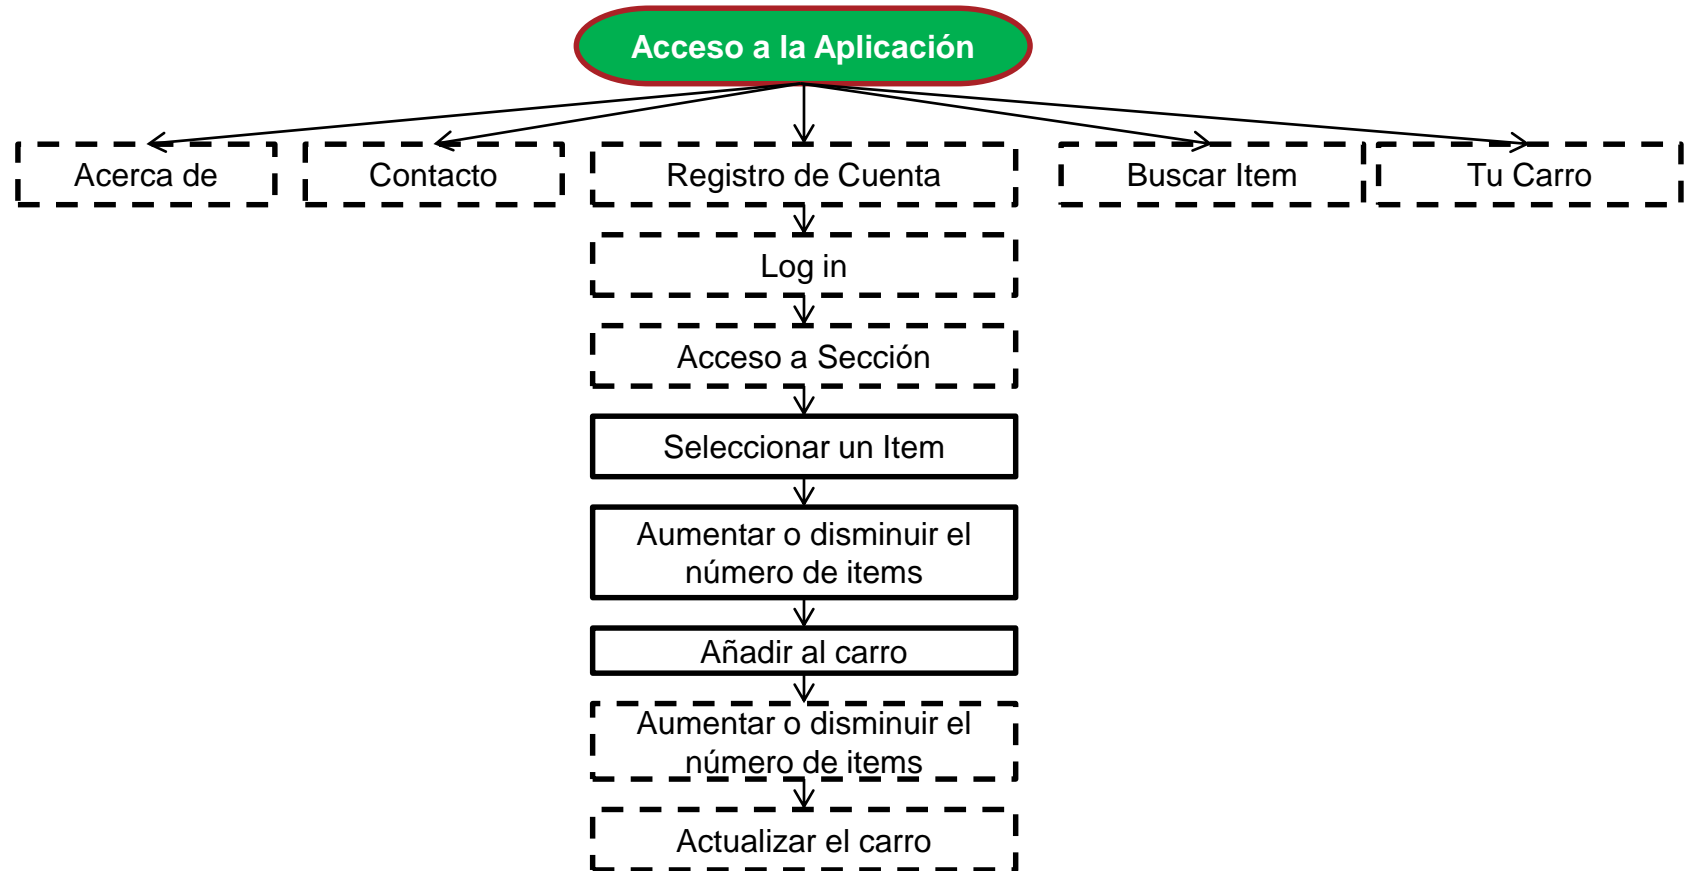 Acceso a la Aplicación
Acerca de
Contacto
Registro de Cuenta
Buscar Item
Tu Carro
Log in
Acceso a Sección
Seleccionar un Item
Aumentar o disminuir el
número de items
Añadir al carro
Aumentar o disminuir el
número de items
Actualizar el carro